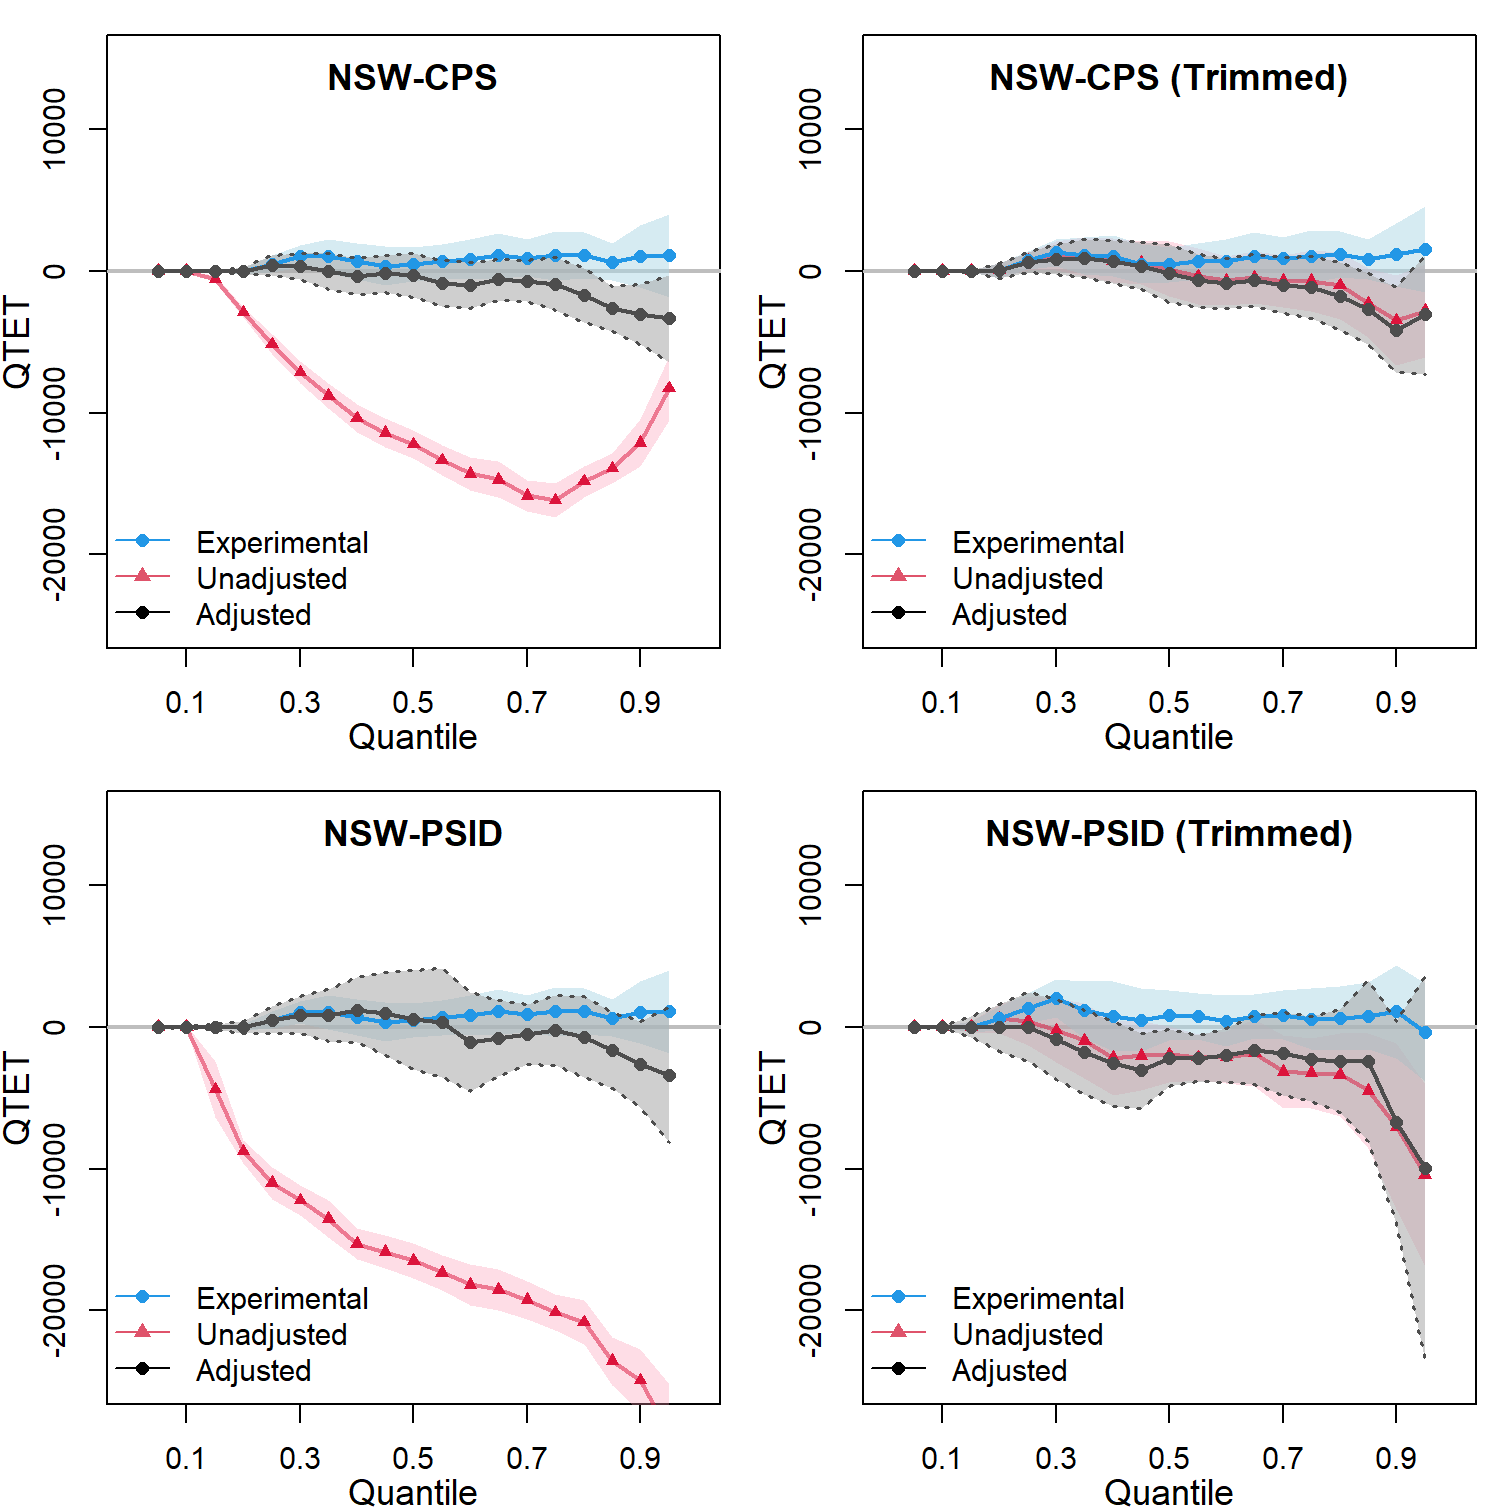 NSW-CPS
QTET
10000
0
-10000
-20000
Experimental
Unadjusted
Adjusted
0.1 0.3 0.5 0.7 0.9
Quantile
NSW-CPS (Trimmed)
QTET
10000
0
-10000
-20000
Experimental
Unadjusted
Adjusted
0.1 0.3 0.5 0.7 0.9
Quantile
NSW-PSID
QTET
10000
0
-10000
-20000
Experimental
Unadjusted
Adjusted
0.1 0.3 0.5 0.7 0.9
Quantile
NSW-PSID (Trimmed)
QTET
10000
0
-10000
-20000
Experimental
Unadjusted
Adjusted
0.1 0.3 0.5 0.7 0.9
Quantile